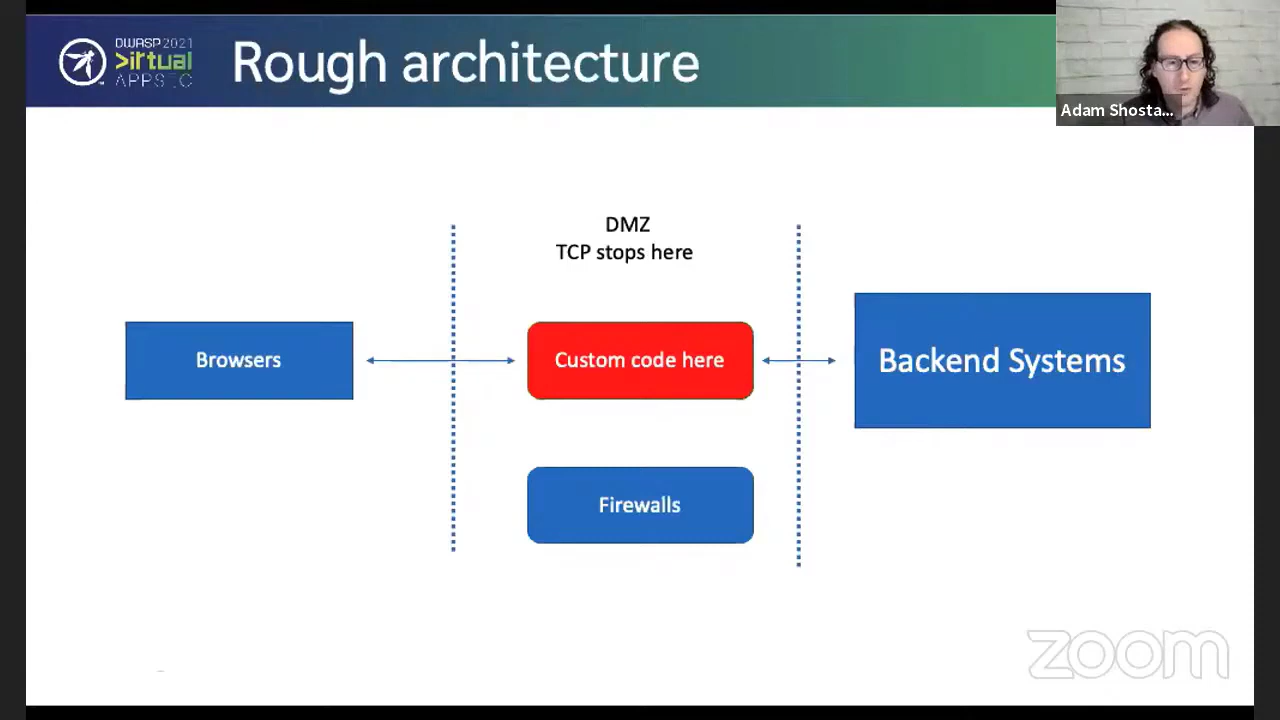 OWASP 2021
>irtual
APPSEC
Rough architecture
Adam Shosta...
DMZ
TCP stops here
Browsers
Custom code here
Backend Systems
Firewalls
zoom